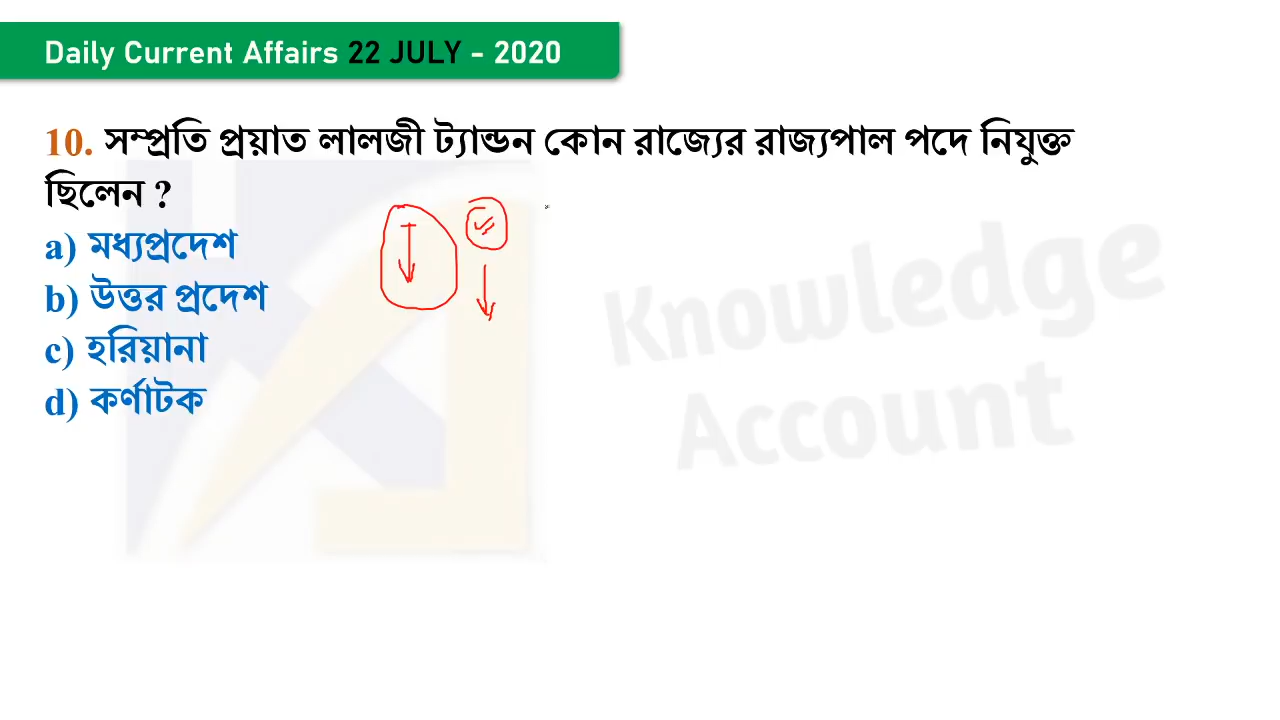 Daily Current Affairs 22 JULY - 2020
10. সম্প্রতি প্রয়াত লালজী ট্যান্ডন কোন রাজ্যের রাজ্যপাল পদে নিযুক্ত
ছিলেন ?
a) মধ্যপ্রদেশ
b) উত্তর প্রদেশ
c) হরিয়ানা
d) কর্ণাটক
Knowledge
Account